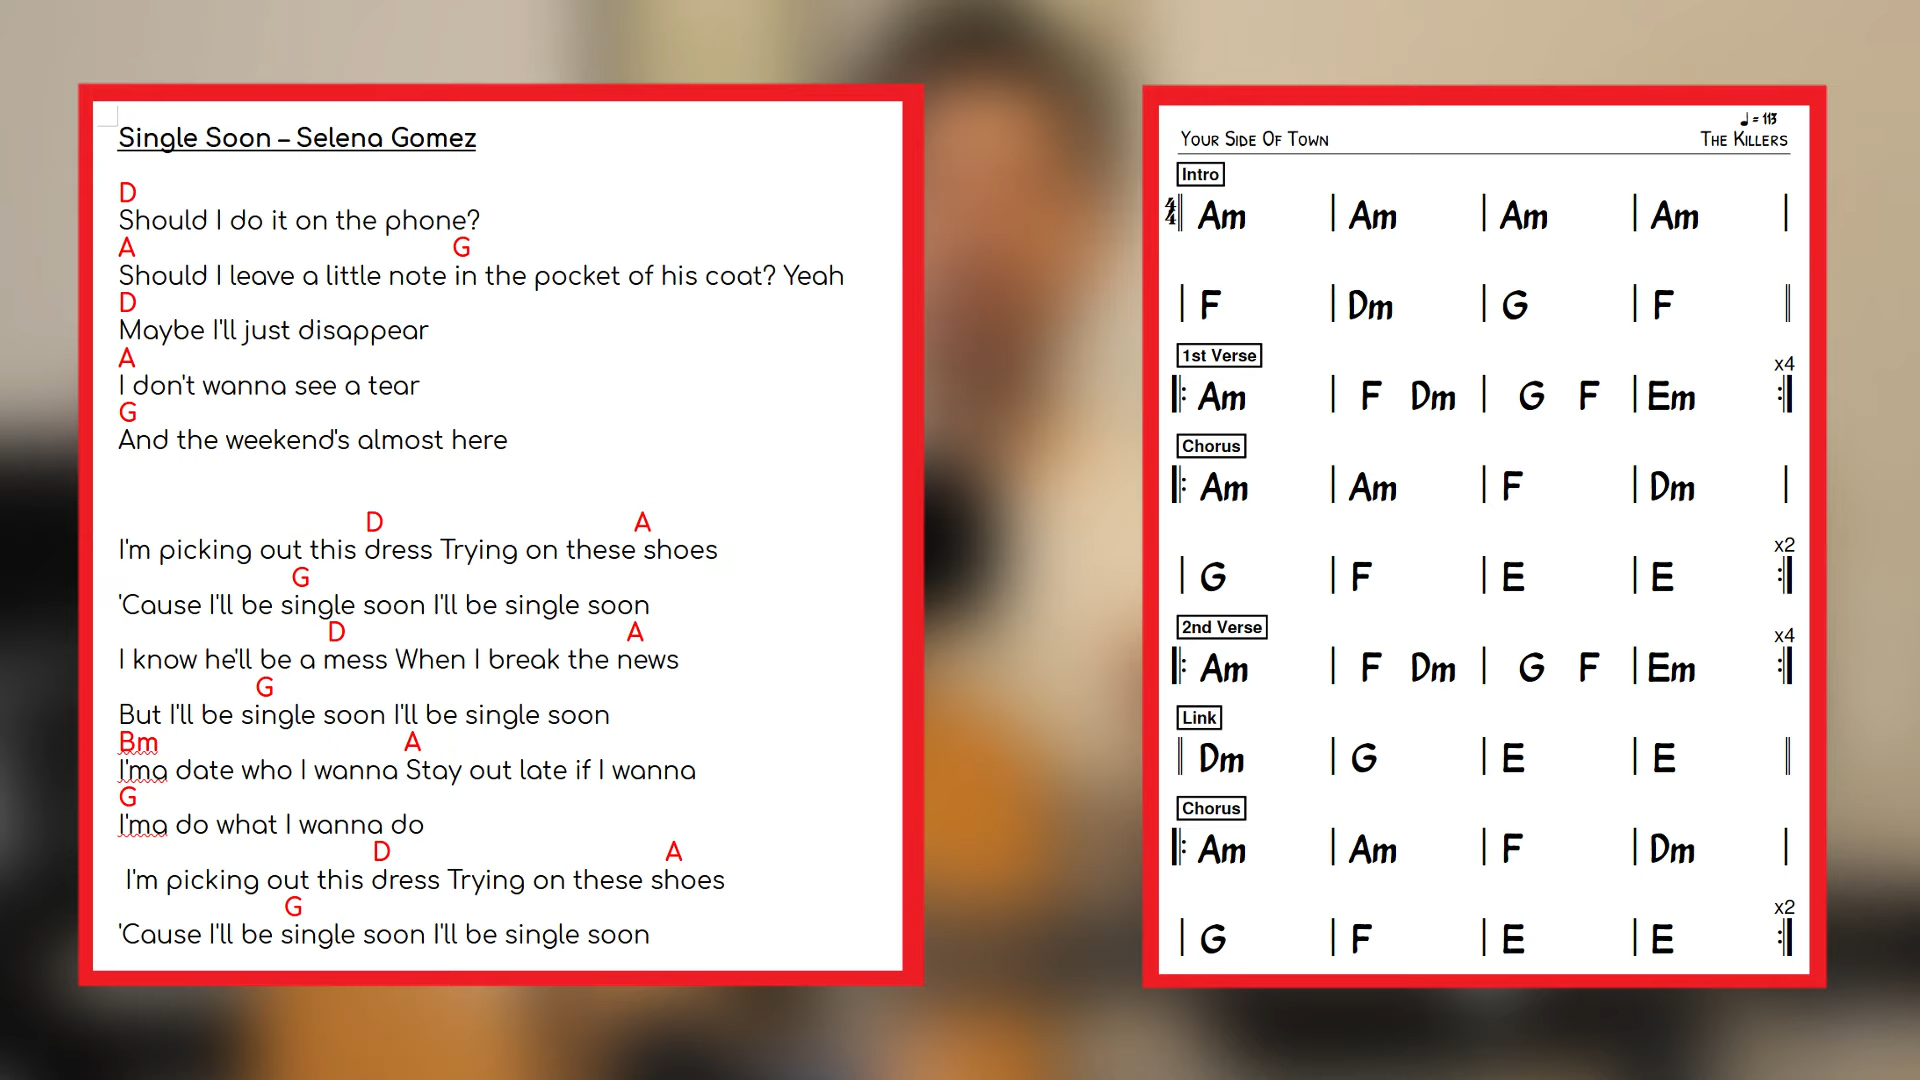 Single Soon – Selena Gomez
D
Should I do it on the phone?
A G
Should I leave a little note in the pocket of his coat? Yeah
D
Maybe I'll just disappear
A
I don't wanna see a tear
G
And the weekend's almost here
D A
I'm picking out this dress Trying on these shoes
G
'Cause I'll be single soon I'll be single soon
D A
I know he'll be a mess When I break the news
G
But I'll be single soon I'll be single soon
Bm A
I'ma date who I wanna Stay out late if I wanna
G
I'ma do what I wanna do
D A
I'm picking out this dress Trying on these shoes
G
'Cause I'll be single soon I'll be single soon
♩ = 113
Your Side Of Town The Killers
Intro
4/4 Am | Am | Am | Am |
| F | Dm | G | F ||
1st Verse
x4
|: Am | F Dm | G F | Em :|
Chorus
|: Am | Am | F | Dm |
x2
| G | F | E | E :|
2nd Verse
x4
|: Am | F Dm | G F | Em :|
Link
|| Dm | G | E | E ||
Chorus
|: Am | Am | F | Dm |
x2
| G | F | E | E :|